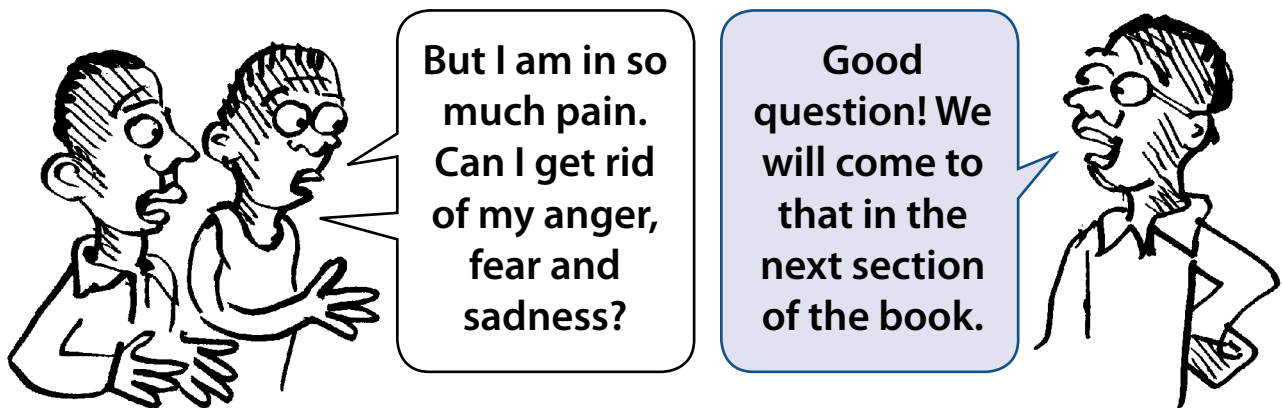 But I am in so
much pain.
Can I get rid
of my anger,
fear and
sadness?
Good
question! We
will come to
that in the
next section
of the book.